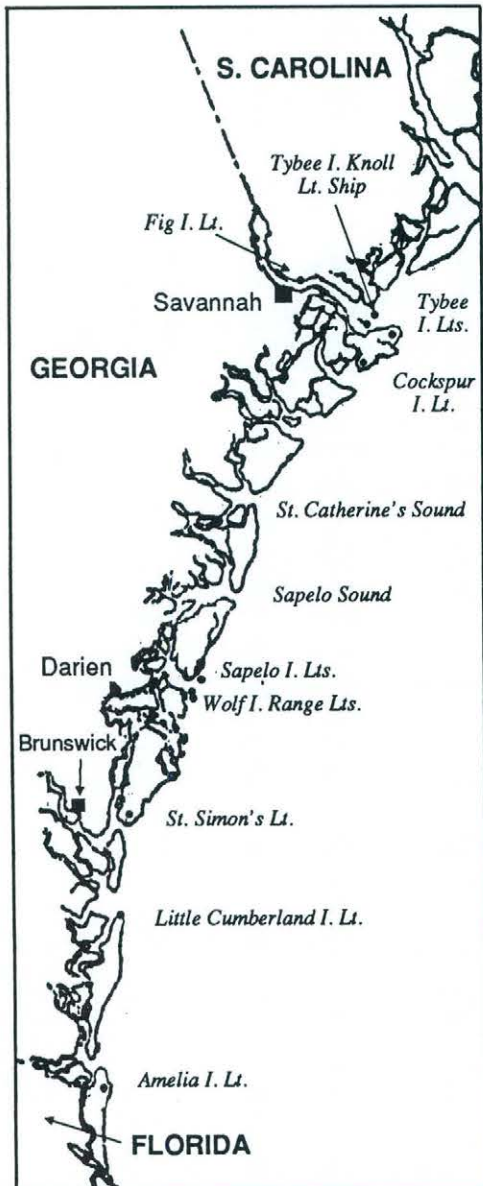 S. CAROLINA
Tybee I. Knoll
Lt. Ship
Fig I. Lt.
Savannah
Tybee
I. Lts.
GEORGIA
Cockspur
I. Lt.
St. Catherine's Sound
Sapelo Sound
Darien
Sapelo I. Lts.
Wolf I. Range Lts.
Brunswick
St. Simon's Lt.
Little Cumberland I. Lt.
Amelia I. Lt.
FLORIDA